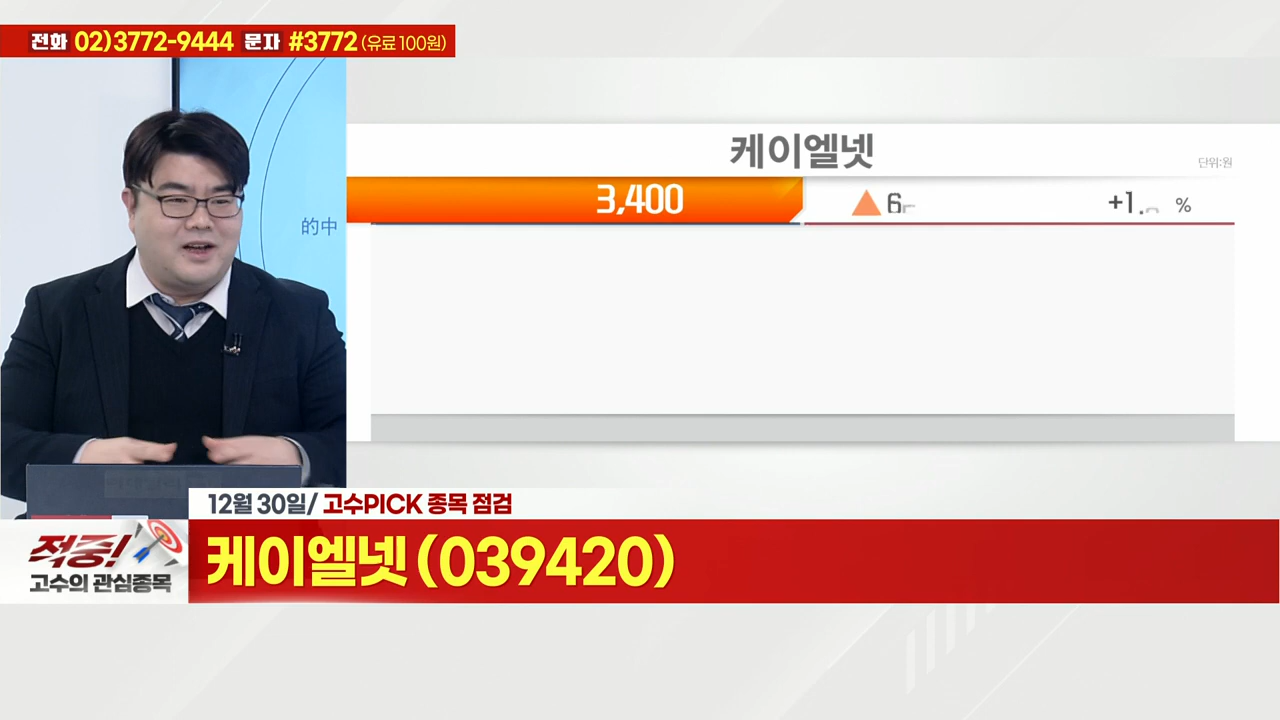 전화 02)3772-9444 문자 #3772 (유료 100원)
的中
케이엘넷
단위:원
3,400 ▲ +1. %
12월 30일/ 고수PICK 종목 점검
적중!
고수의 관심종목
케이엘넷 (039420)